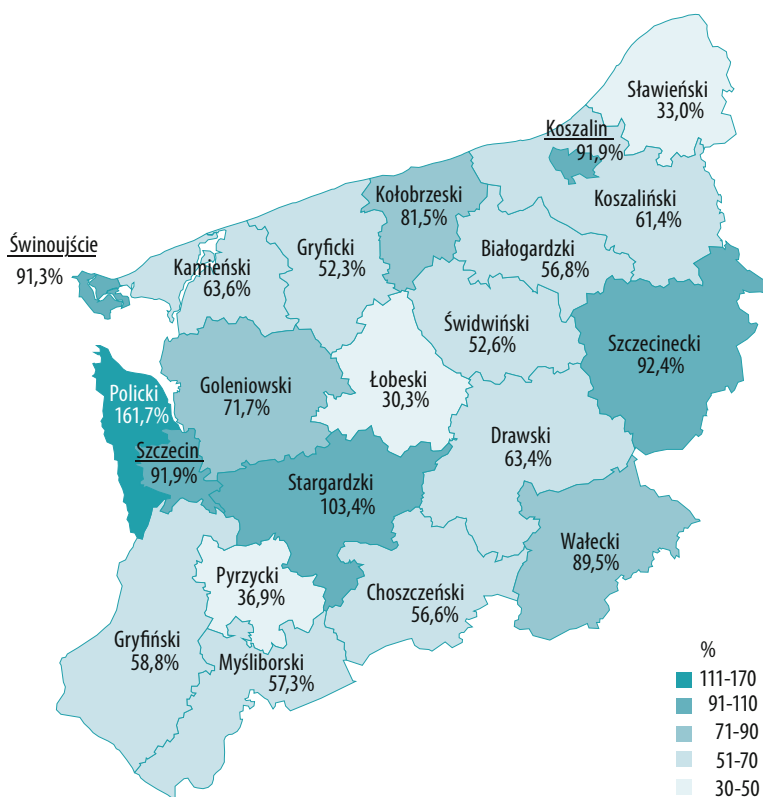 Sławieński
33,0%
Koszalin
91,9%
Kołobrzeski
81,5%
Koszaliński
61,4%
Świnoujście
91,3%
Kamieński
63,6%
Gryficki
52,3%
Białogardzki
56,8%
Świdwiński
52,6%
Szczecinecki
92,4%
Policki
161,7%
Goleniowski
71,7%
Łobeski
30,3%
Szczecin
91,9%
Stargardzki
103,4%
Drawski
63,4%
Wałecki
89,5%
Pyrzycki
36,9%
Choszczeński
56,6%
Gryfiński
58,8%
Myśliborski
57,3%
%
111-170
91-110
71-90
51-70
30-50